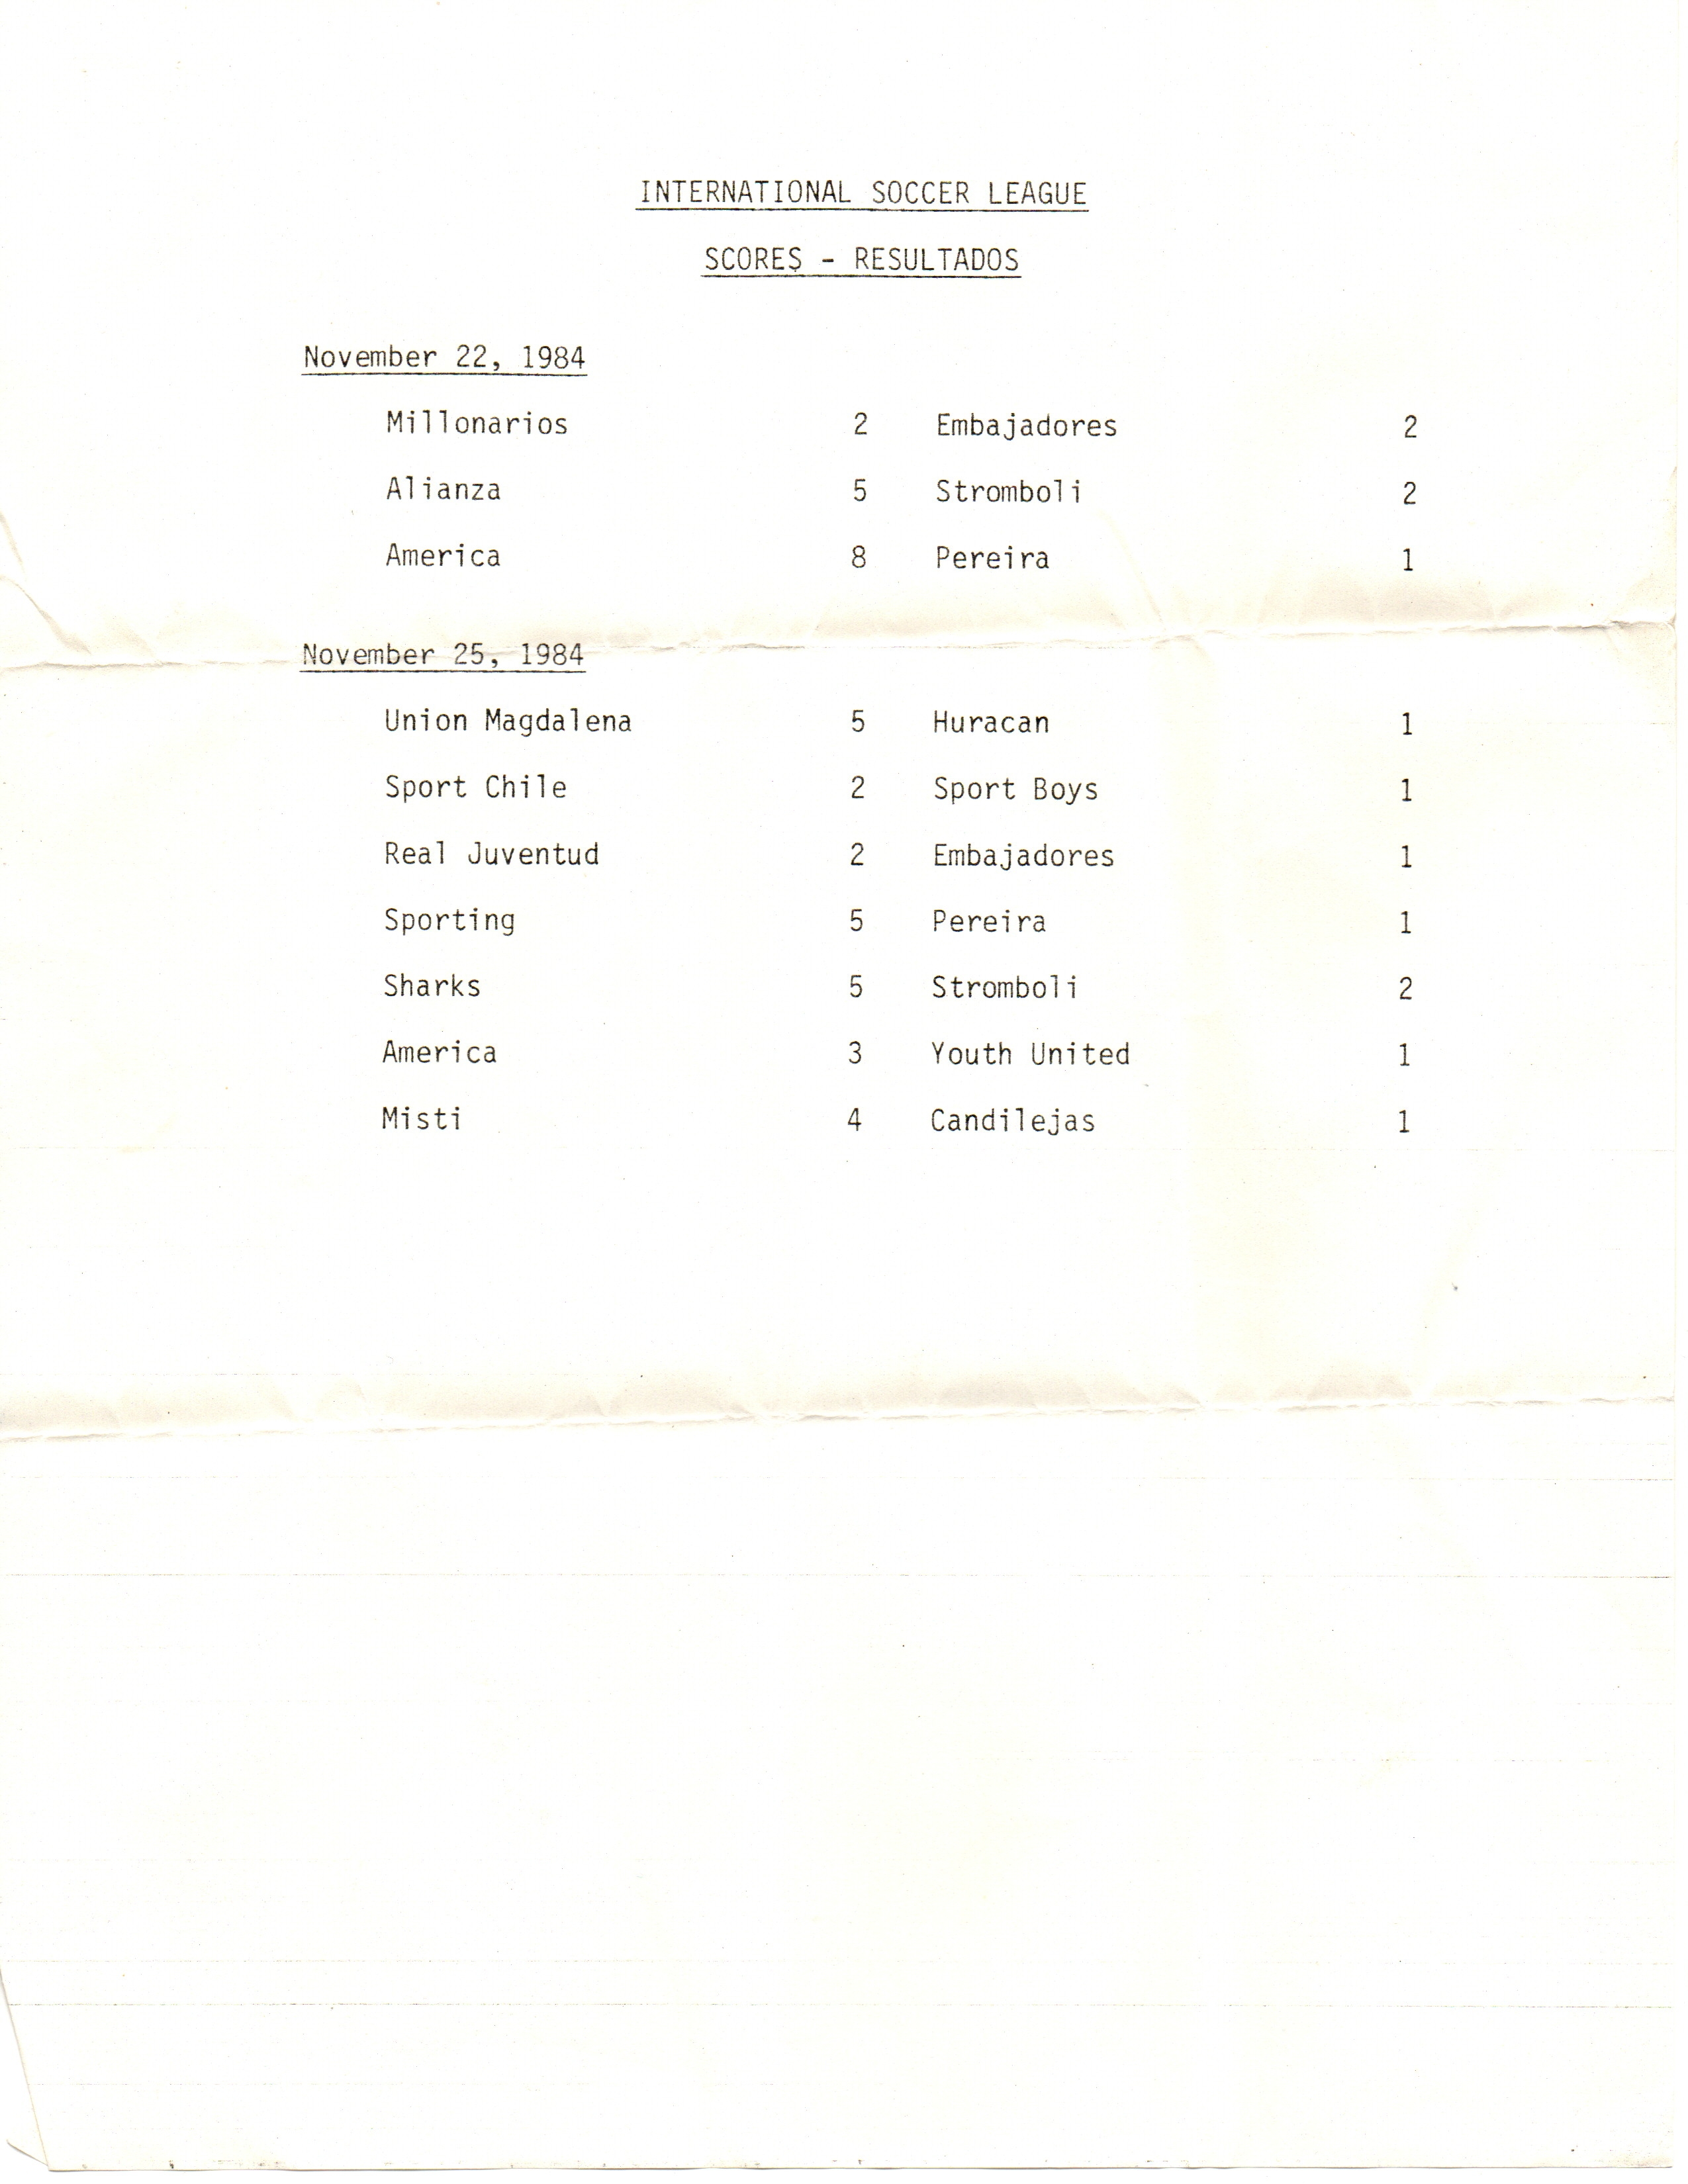 INTERNATIONAL SOCCER LEAGUE
SCORES - RESULTADOS
November 22, 1984
Millonarios 2 Embajadores 2
Alianza 5 Stromboli 2
America 8 Pereira 1
November 25, 1984
Union Magdalena 5 Huracan 1
Sport Chile 2 Sport Boys 1
Real Juventud 2 Embajadores 1
Sporting 5 Pereira 1
Sharks 5 Stromboli 2
America 3 Youth United 1
Misti 4 Candilejas 1